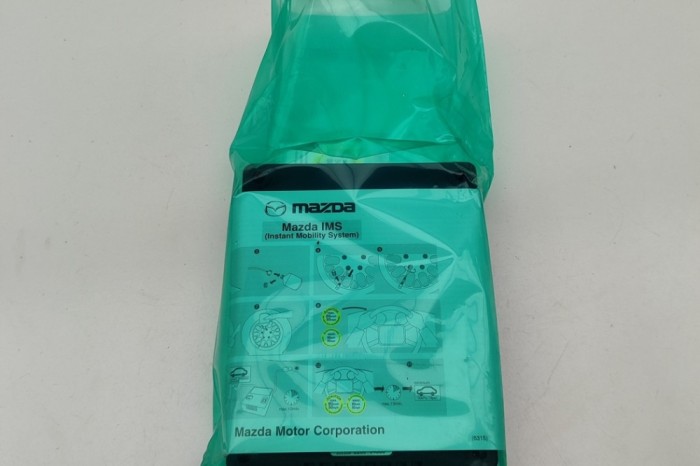 mazda
Mazda IMS
(Instant Mobility System)
Mazda Motor Corporation